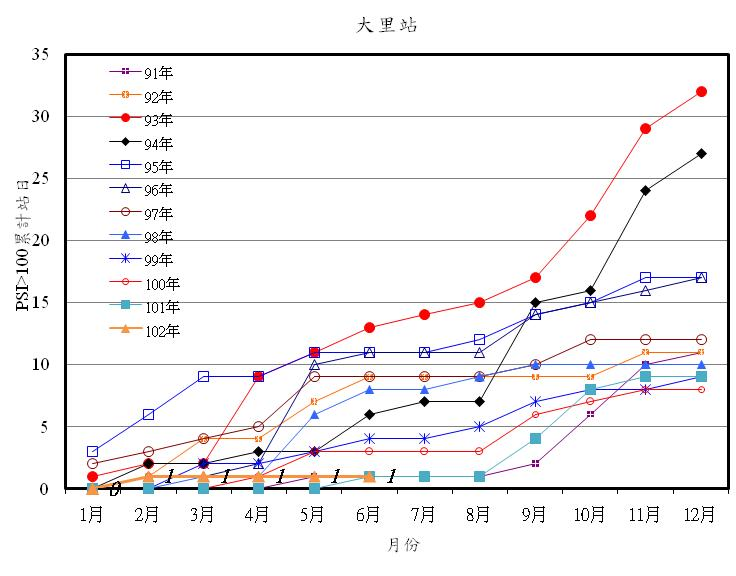 大里站
PSI>100累計站日
35
30
25
20
15
10
5
0
91年
92年
93年
94年
95年
96年
97年
98年
99年
100年
101年
102年
0 1 1 1 1 1
1月 2月 3月 4月 5月 6月 7月 8月 9月 10月 11月 12月
月份